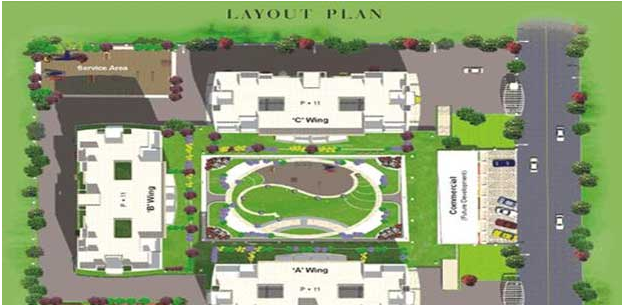 LAYOUT PLAN
Service Area
P + 11
'C' Wing
'B' Wing
P + 11
Commercial
(Future Development)
'A' Wing
P + 11